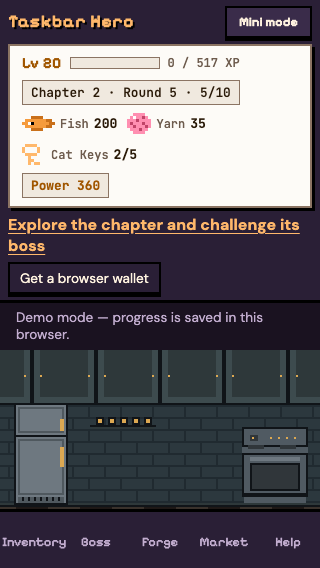 Taskbar Hero
Mini mode
Lv 80 0 / 517 XP
Chapter 2 · Round 5 · 5/10
Fish 200 Yarn 35
Cat Keys 2/5
Power 360
Explore the chapter and challenge its
boss
Get a browser wallet
Demo mode — progress is saved in this
browser.
Inventory Boss Forge Market Help